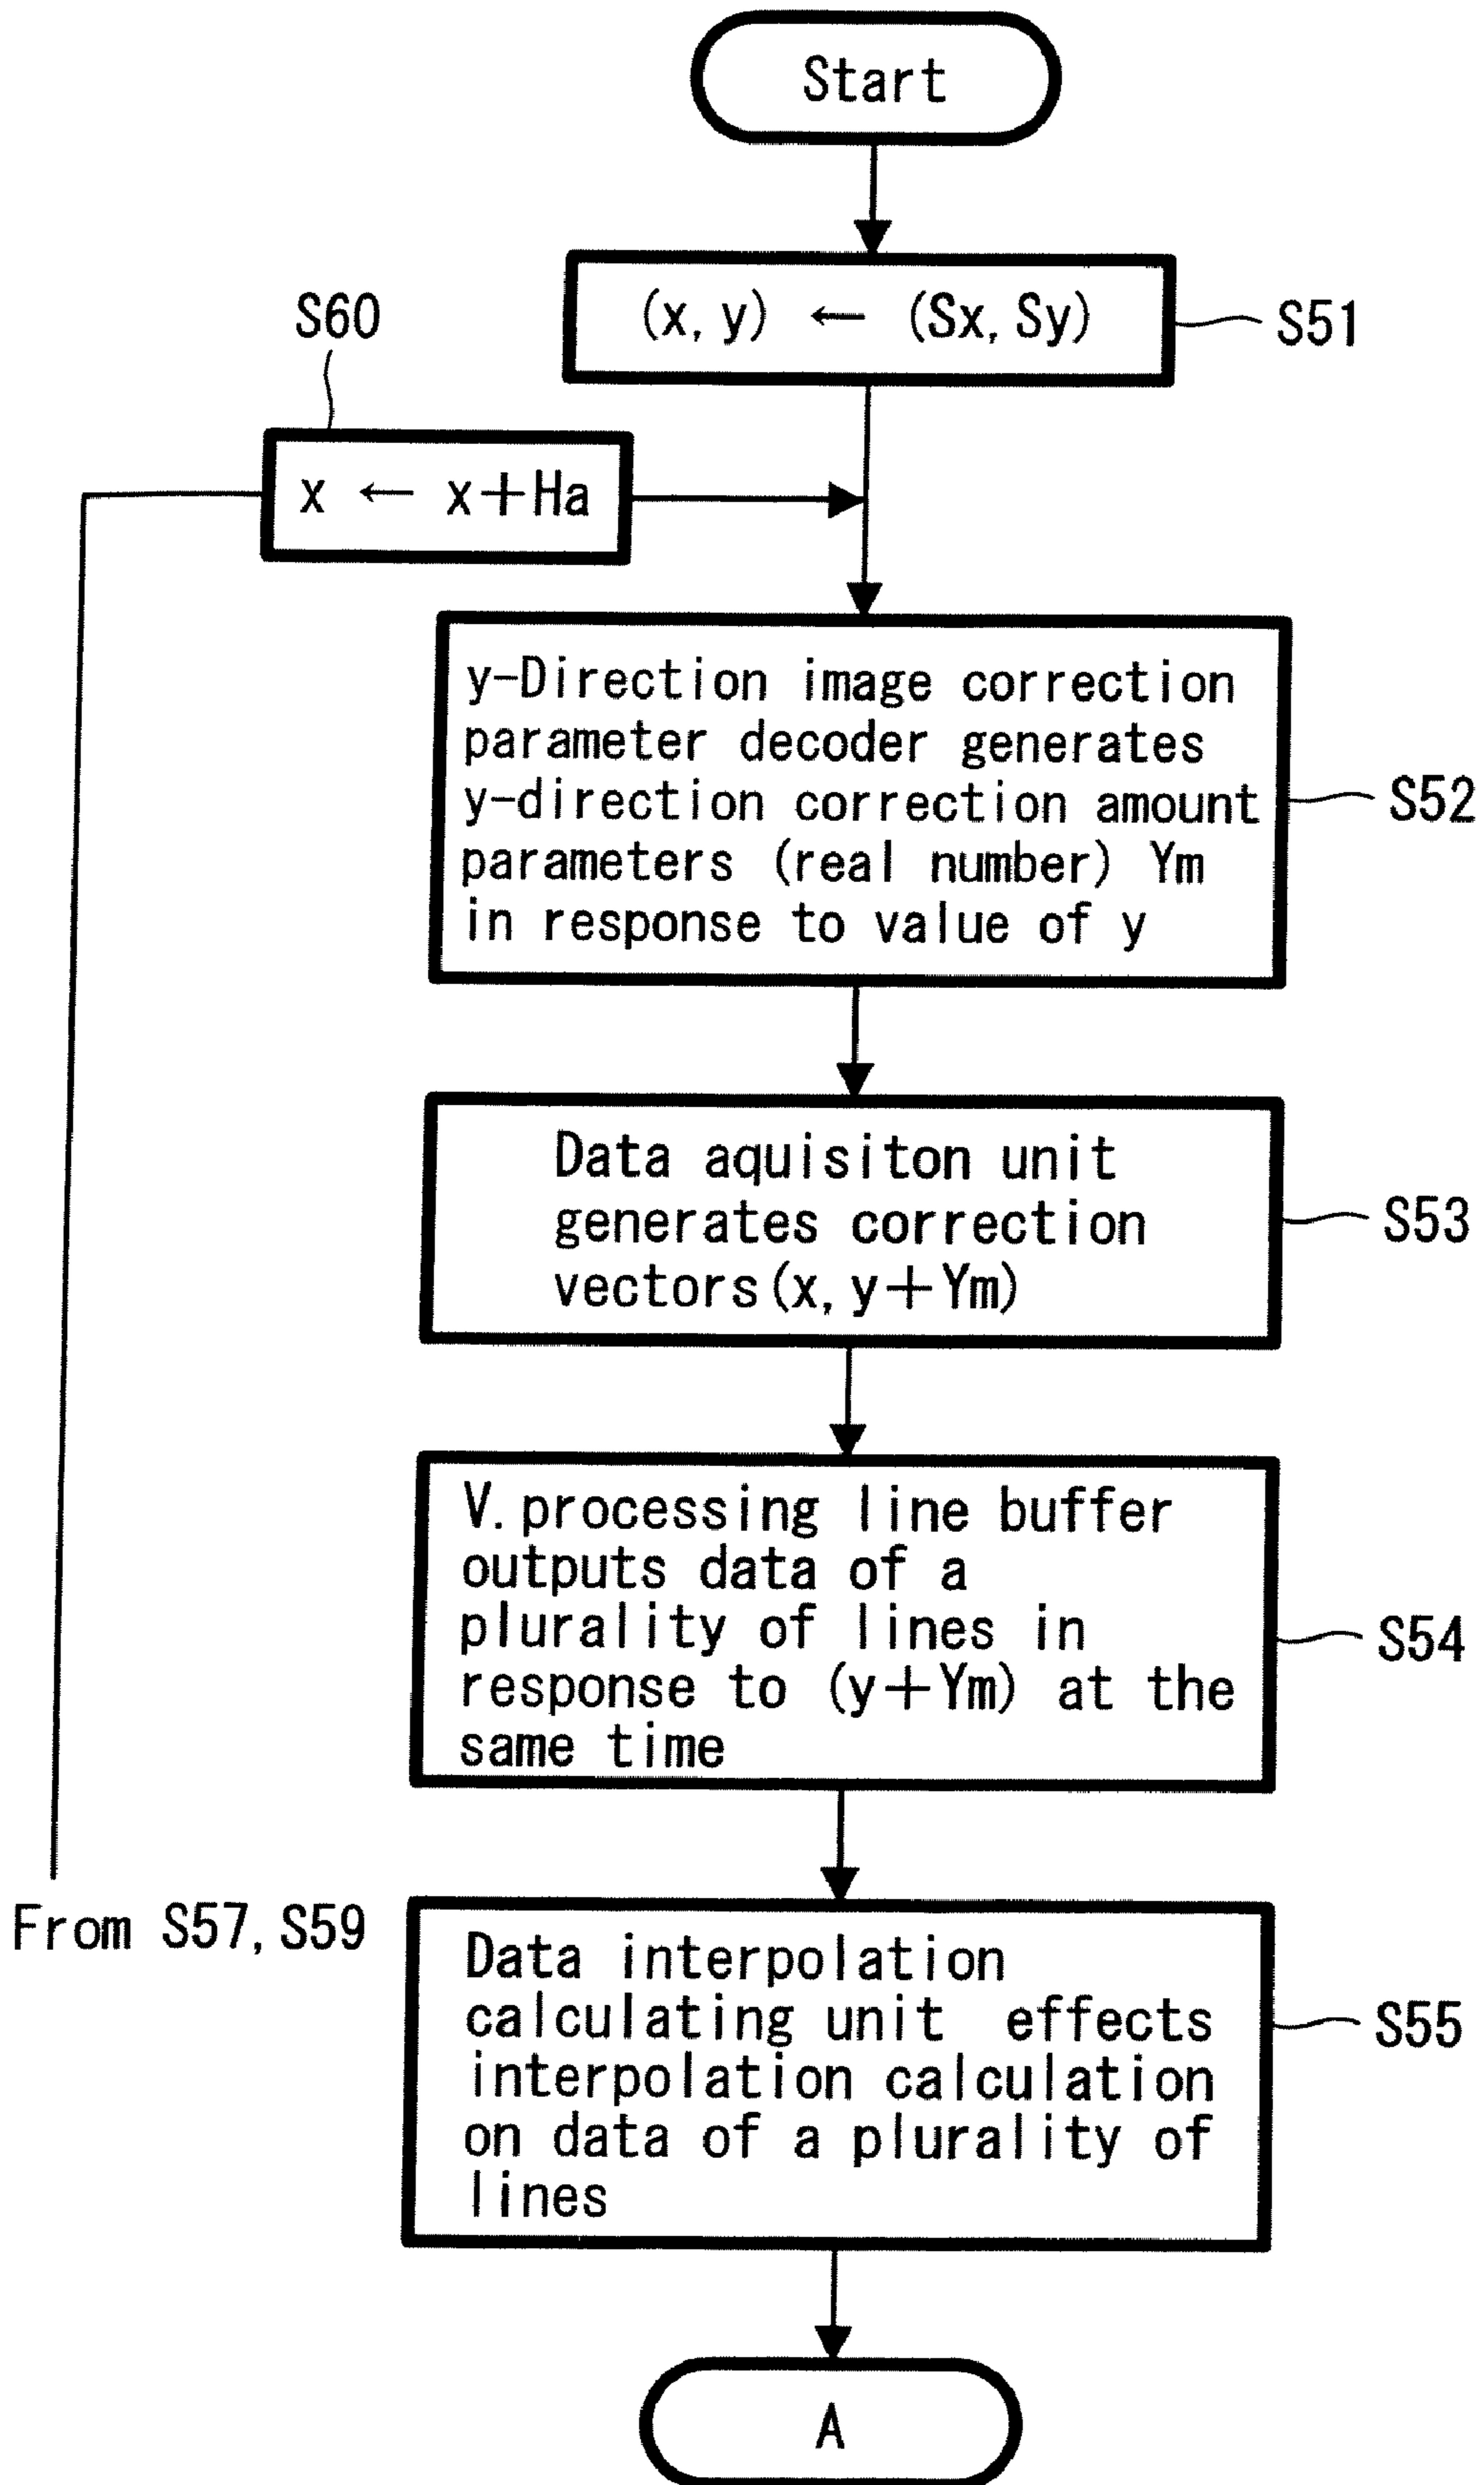 Start
(x, y) ← (Sx, Sy)
S51
S60
x ← x+Ha
y-Direction image correction
parameter decoder generates
y-direction correction amount
parameters (real number) Ym
in response to value of y
S52
Data aquisiton unit
generates correction
vectors(x, y+Ym)
S53
V. processing line buffer
outputs data of a
plurality of lines in
response to (y+Ym) at the
same time
S54
From S57, S59
Data interpolation
calculating unit effects
interpolation calculation
on data of a plurality of
lines
S55
A